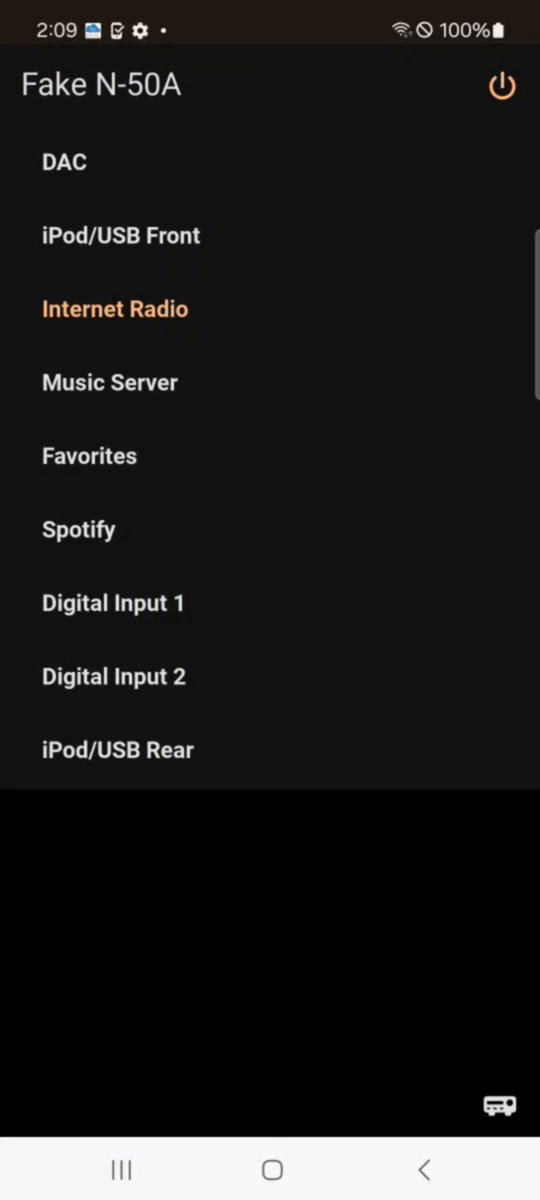 2:09
100%
Fake N-50A
DAC
iPod/USB Front
Internet Radio
Music Server
Favorites
Spotify
Digital Input 1
Digital Input 2
iPod/USB Rear